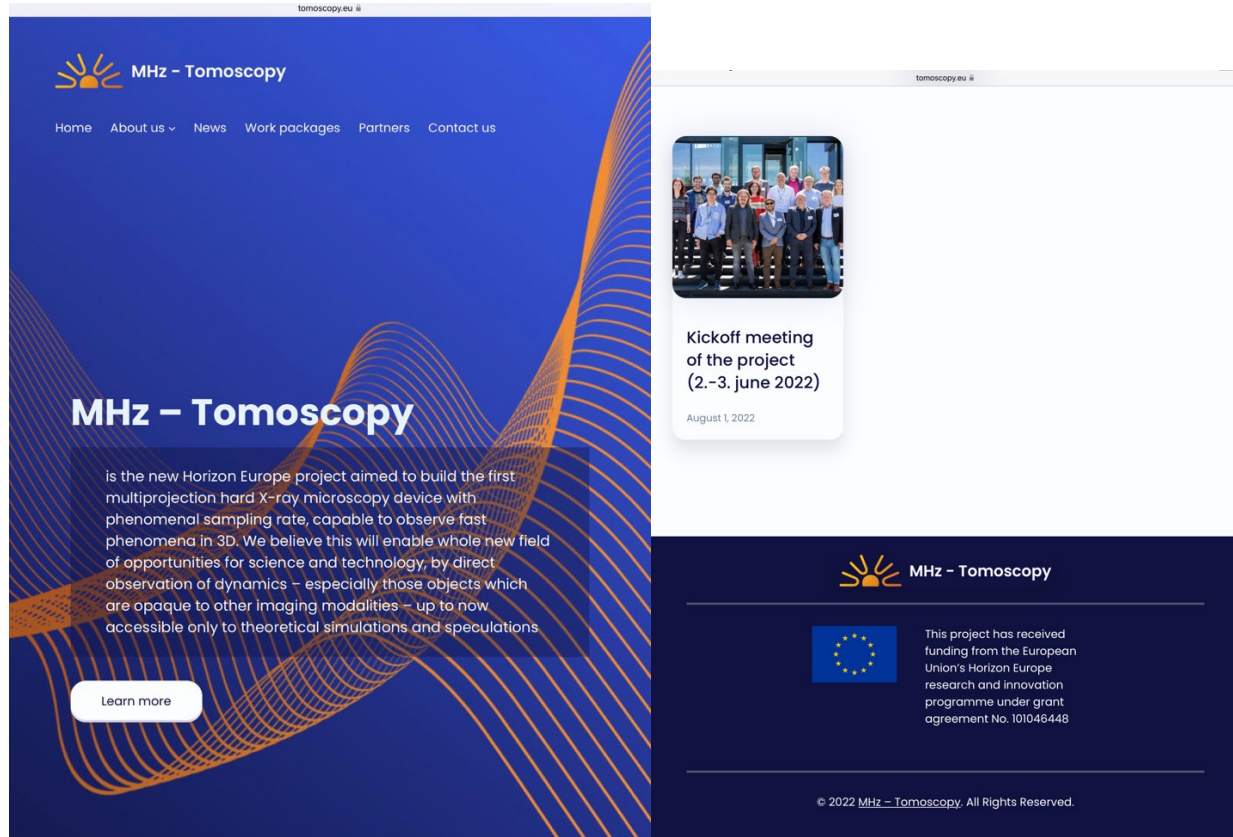 tomoscopy.eu
MHz - Tomoscopy
Home About us News Work packages Partners Contact us
MHz – Tomoscopy
is the new Horizon Europe project aimed to build the first
multiprojection hard X-ray microscopy device with
phenomenal sampling rate, capable to observe fast
phenomena in 3D. We believe this will enable whole new field
of opportunities for science and technology, by direct
observation of dynamics – especially those objects which
are opaque to other imaging modalities – up to now
accessible only to theoretical simulations and speculations
Learn more
tomoscopy.eu
Kickoff meeting
of the project
(2.-3. june 2022)
August 1, 2022
MHz - Tomoscopy
This project has received
funding from the European
Union's Horizon Europe
research and innovation
programme under grant
agreement No. 101046448
© 2022 MHz – Tomoscopy. All Rights Reserved.